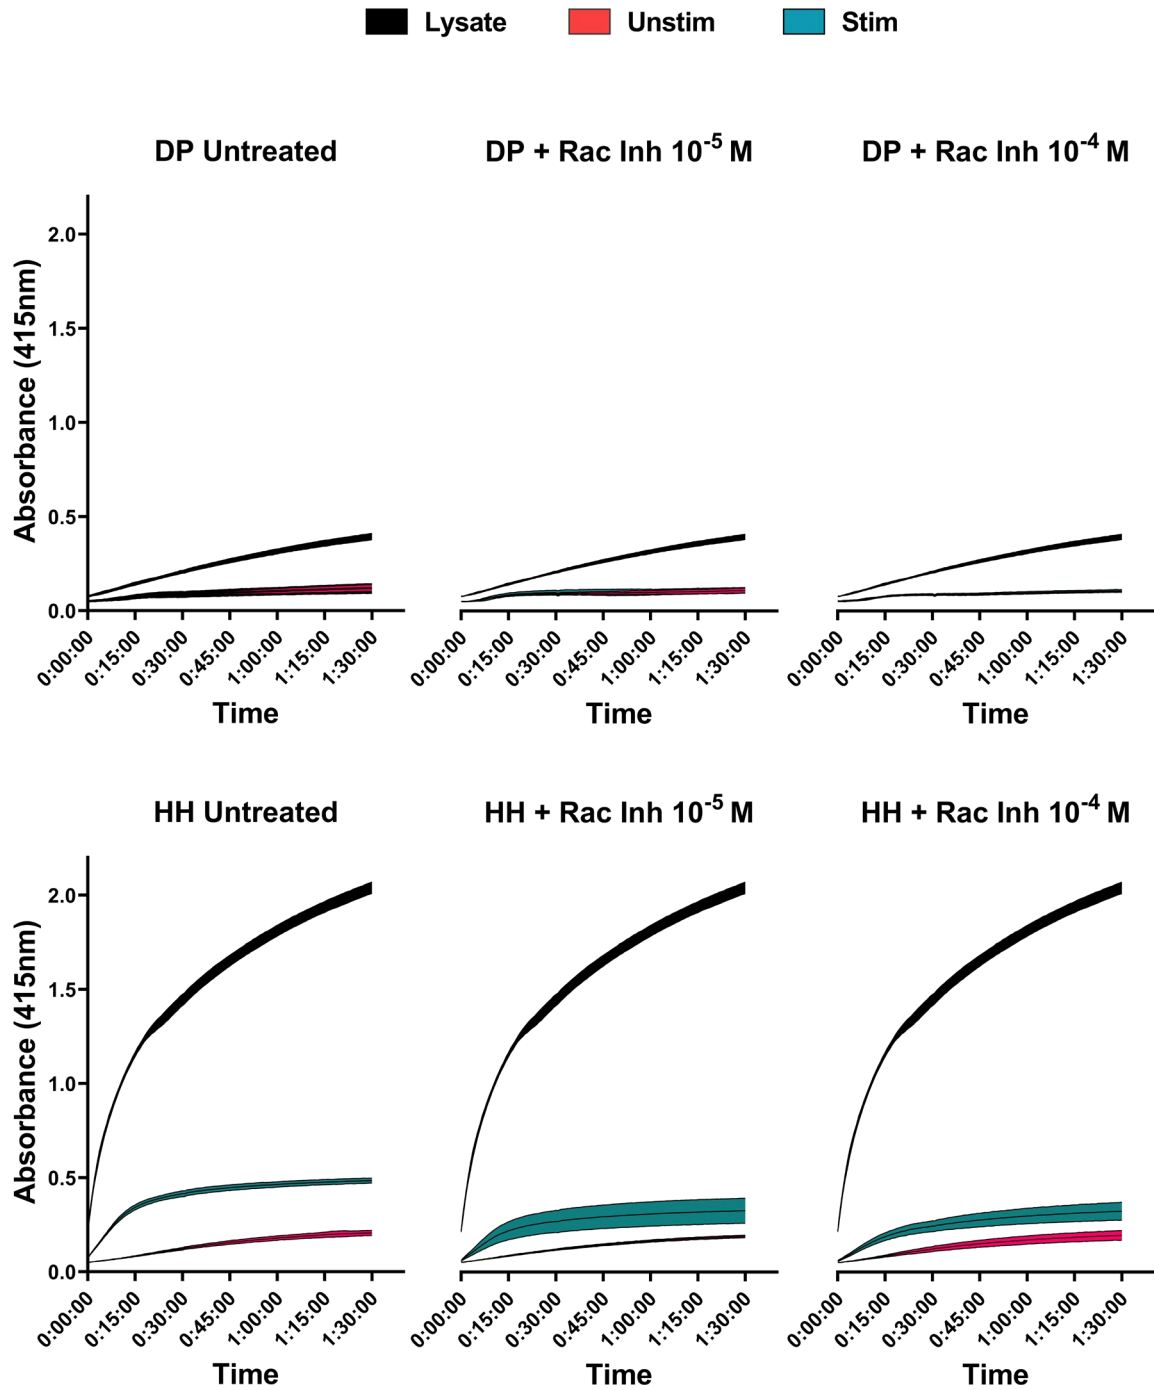 Lysate Unstim Stim
DP Untreated DP + Rac Inh 10⁻⁵ M DP + Rac Inh 10⁻⁴ M
Absorbance (415nm)
2.0
1.5
1.0
0.5
0.0
0:00:00 0:15:00 0:30:00 0:45:00 1:00:00 1:15:00 1:30:00 0:00:00 0:15:00 0:30:00 0:45:00 1:00:00 1:15:00 1:30:00 0:00:00 0:15:00 0:30:00 0:45:00 1:00:00 1:15:00 1:30:00
Time Time Time
HH Untreated HH + Rac Inh 10⁻⁵ M HH + Rac Inh 10⁻⁴ M
Absorbance (415nm)
2.0
1.5
1.0
0.5
0.0
0:00:00 0:15:00 0:30:00 0:45:00 1:00:00 1:15:00 1:30:00 0:00:00 0:15:00 0:30:00 0:45:00 1:00:00 1:15:00 1:30:00 0:00:00 0:15:00 0:30:00 0:45:00 1:00:00 1:15:00 1:30:00
Time Time Time